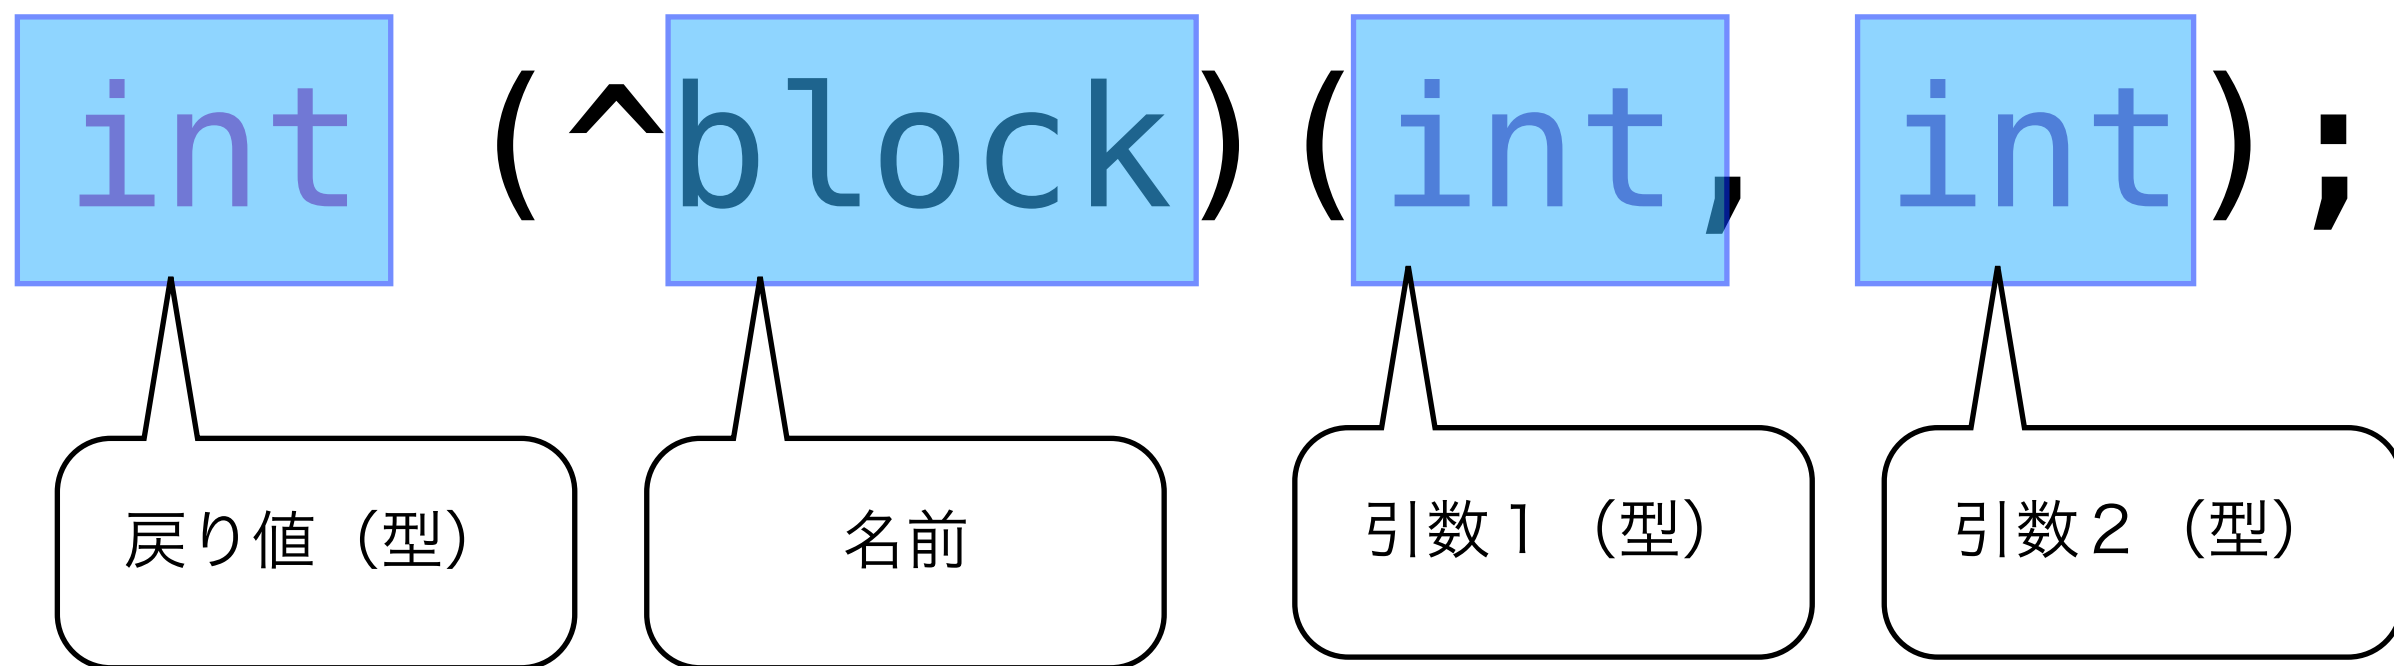 int (^block)(int, int);
戻り値（型）
名前
引数１（型）
引数２（型）